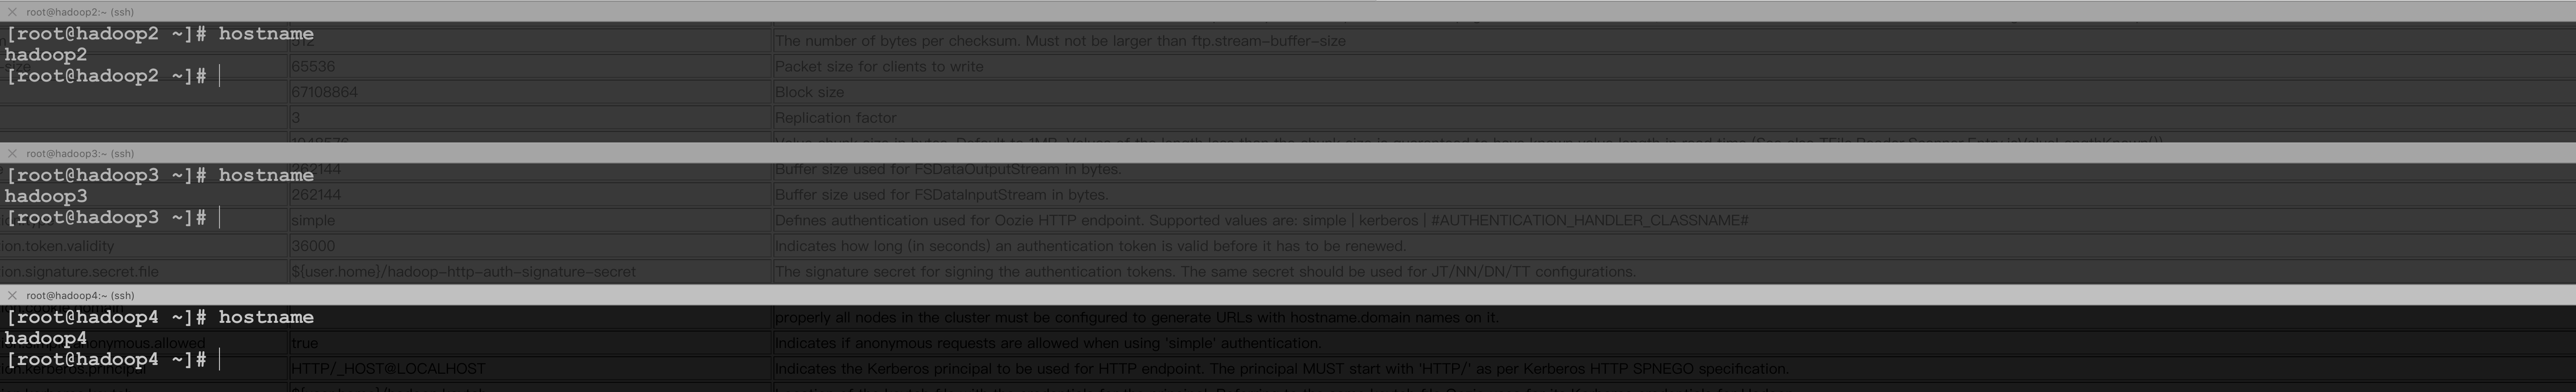 root@hadoop2:~ (ssh)
[root@hadoop2 ~]# hostname
hadoop2
[root@hadoop2 ~]#
The number of bytes per checksum. Must not be larger than ftp.stream-buffer-size
65536 Packet size for clients to write
67108864 Block size
3 Replication factor
root@hadoop3:~ (ssh)
[root@hadoop3 ~]# hostname
hadoop3
[root@hadoop3 ~]#
262144 Buffer size used for FSDataOutputStream in bytes.
262144 Buffer size used for FSDataInputStream in bytes.
simple Defines authentication used for Oozie HTTP endpoint. Supported values are: simple | kerberos | #AUTHENTICATION_HANDLER_CLASSNAME#
ion.token.validity 36000 Indicates how long (in seconds) an authentication token is valid before it has to be renewed.
ion.signature.secret.file ${user.home}/hadoop-http-auth-signature-secret The signature secret for signing the authentication tokens. The same secret should be used for JT/NN/DN/TT configurations.
root@hadoop4:~ (ssh)
[root@hadoop4 ~]# hostname
hadoop4
[root@hadoop4 ~]#
properly all nodes in the cluster must be configured to generate URLs with hostname.domain names on it.
anonymous.allowed true Indicates if anonymous requests are allowed when using 'simple' authentication.
ion.kerberos.principal HTTP/_HOST@LOCALHOST Indicates the Kerberos principal to be used for HTTP endpoint. The principal MUST start with 'HTTP/' as per Kerberos HTTP SPNEGO specification.